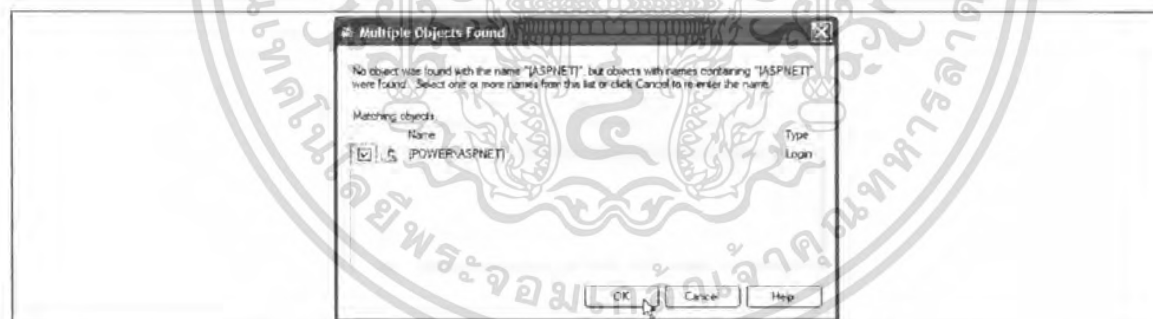 Multiple Objects Found
No object was found with the name "[ASPNET]", but objects with names containing "[ASPNET]"
were found. Select one or more names from this list or click Cancel to re-enter the name.
Matching objects:
Name Type
[POWER\ASPNET] Login
OK Cancel Help